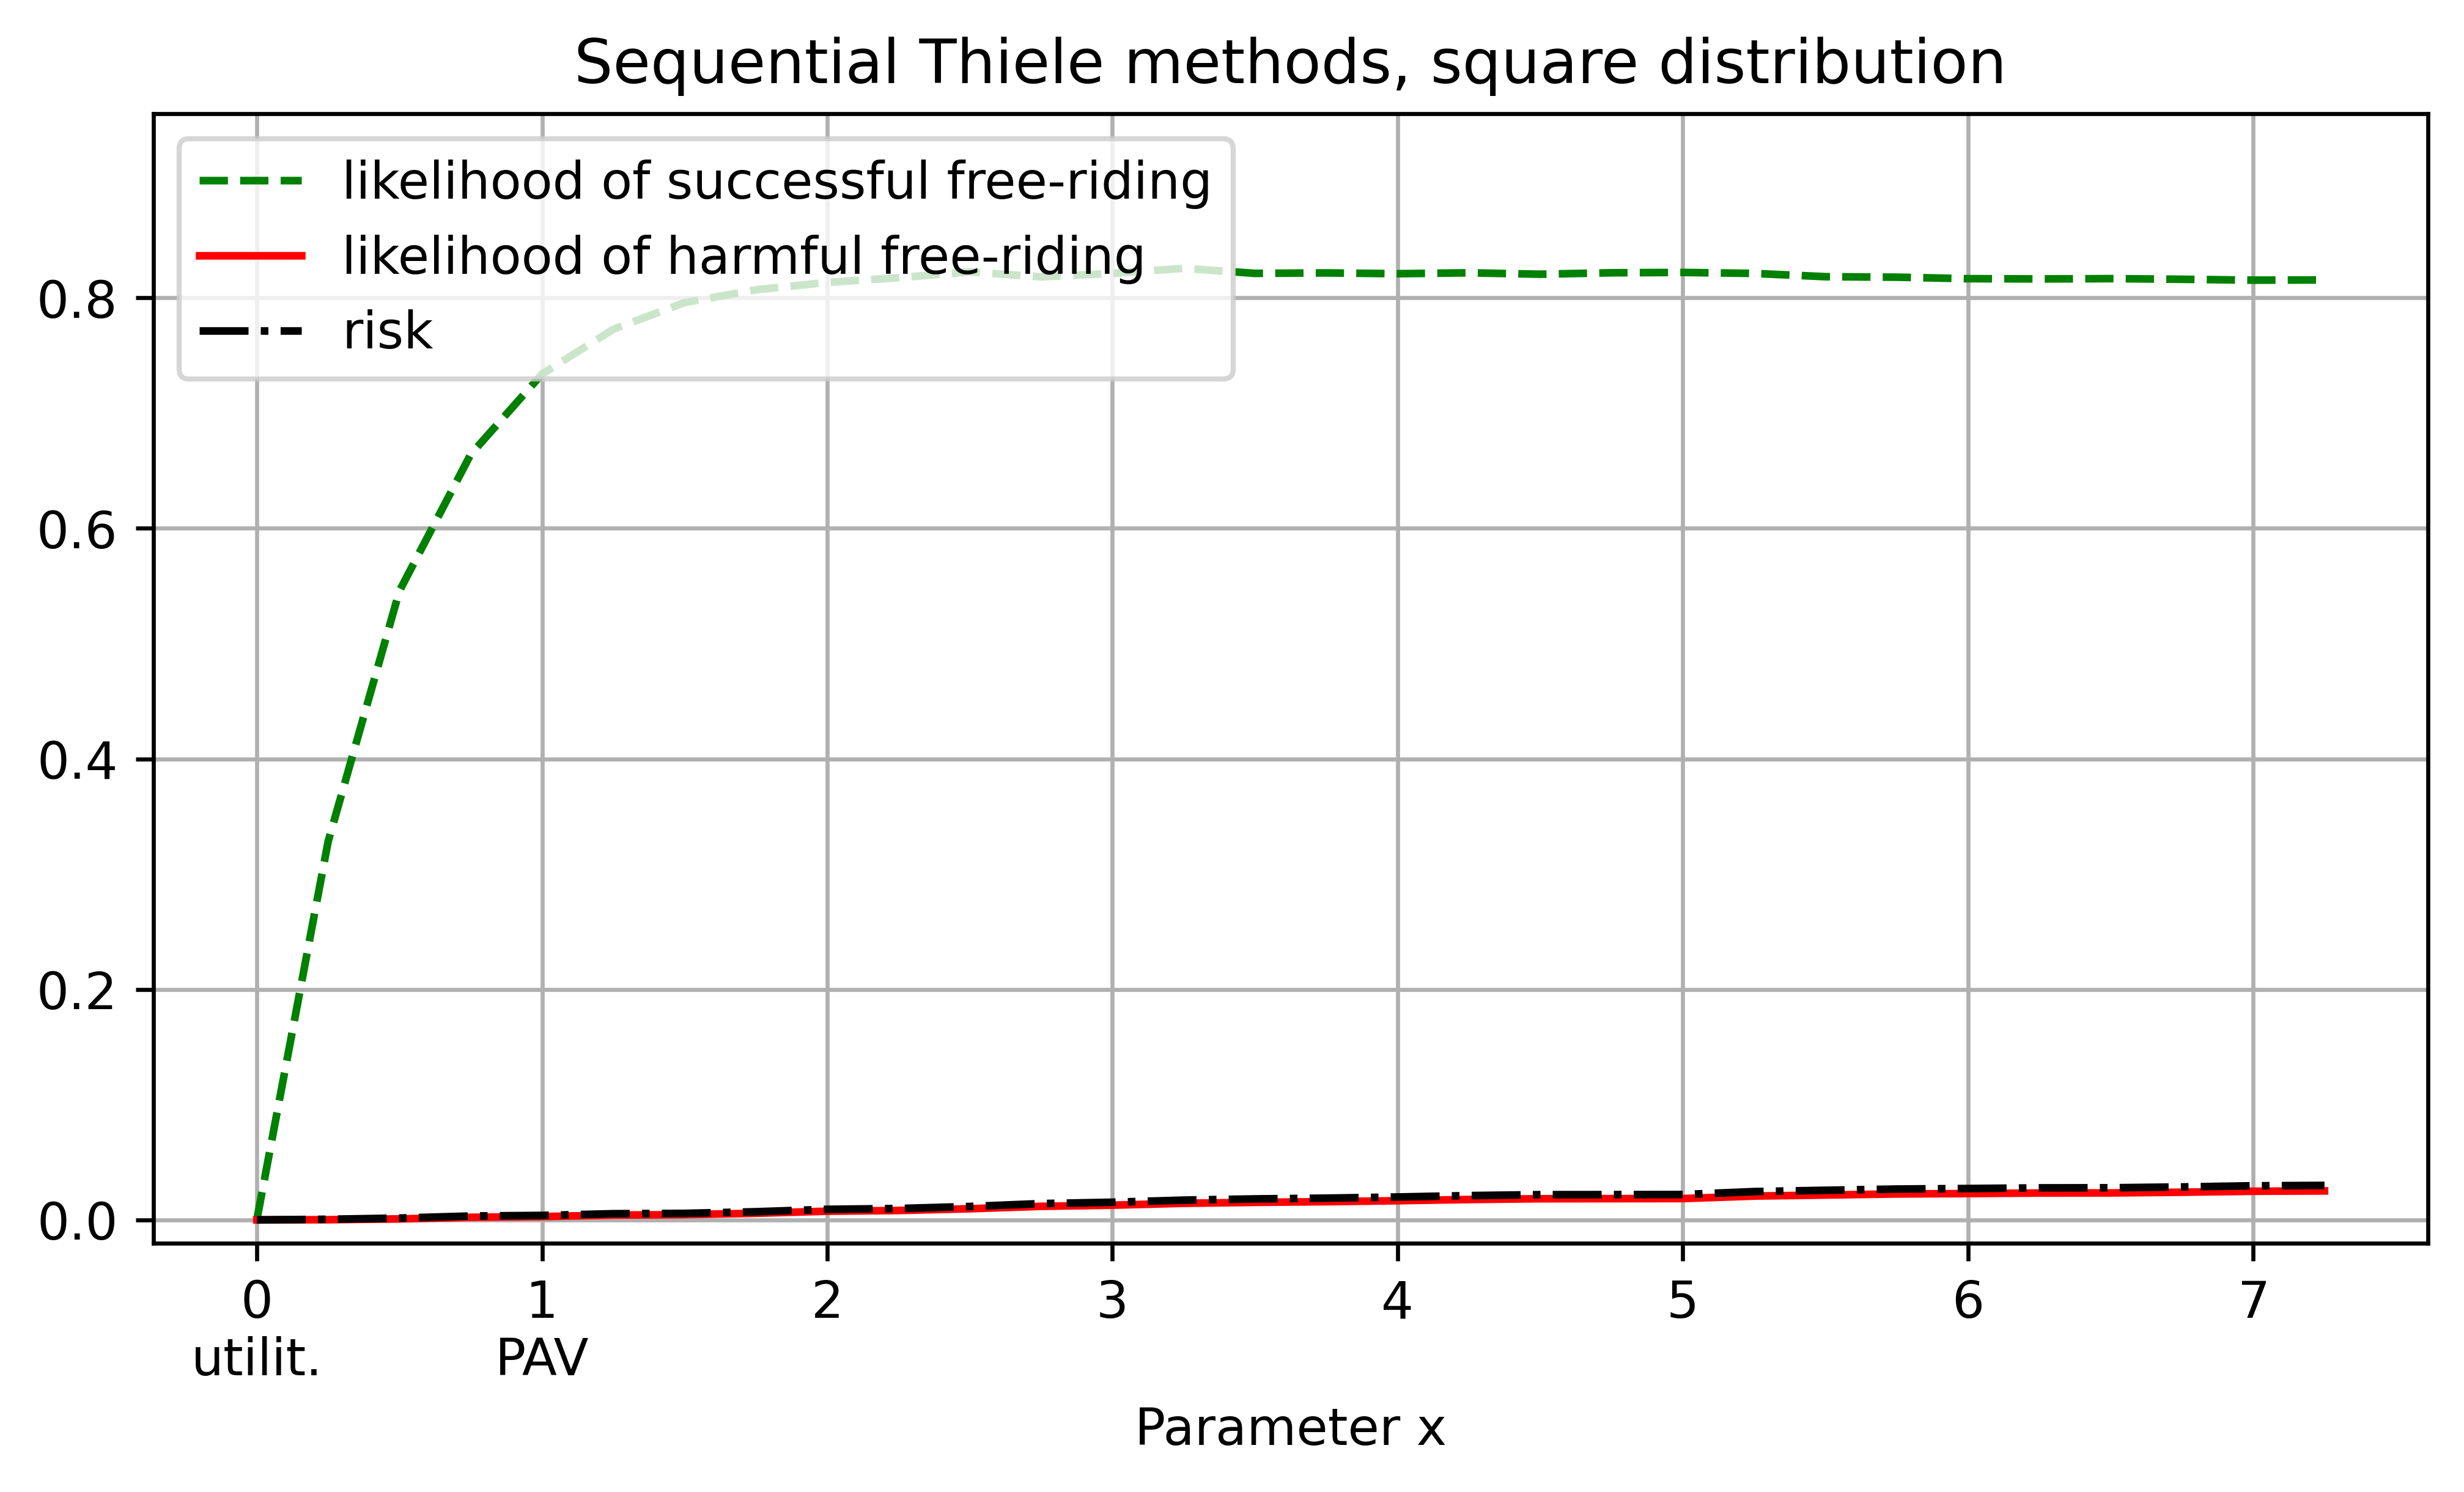 Sequential Thiele methods, square distribution
likelihood of successful free-riding
likelihood of harmful free-riding
risk
0.8
0.6
0.4
0.2
0.0
0 1 2 3 4 5 6 7
utilit. PAV
Parameter x